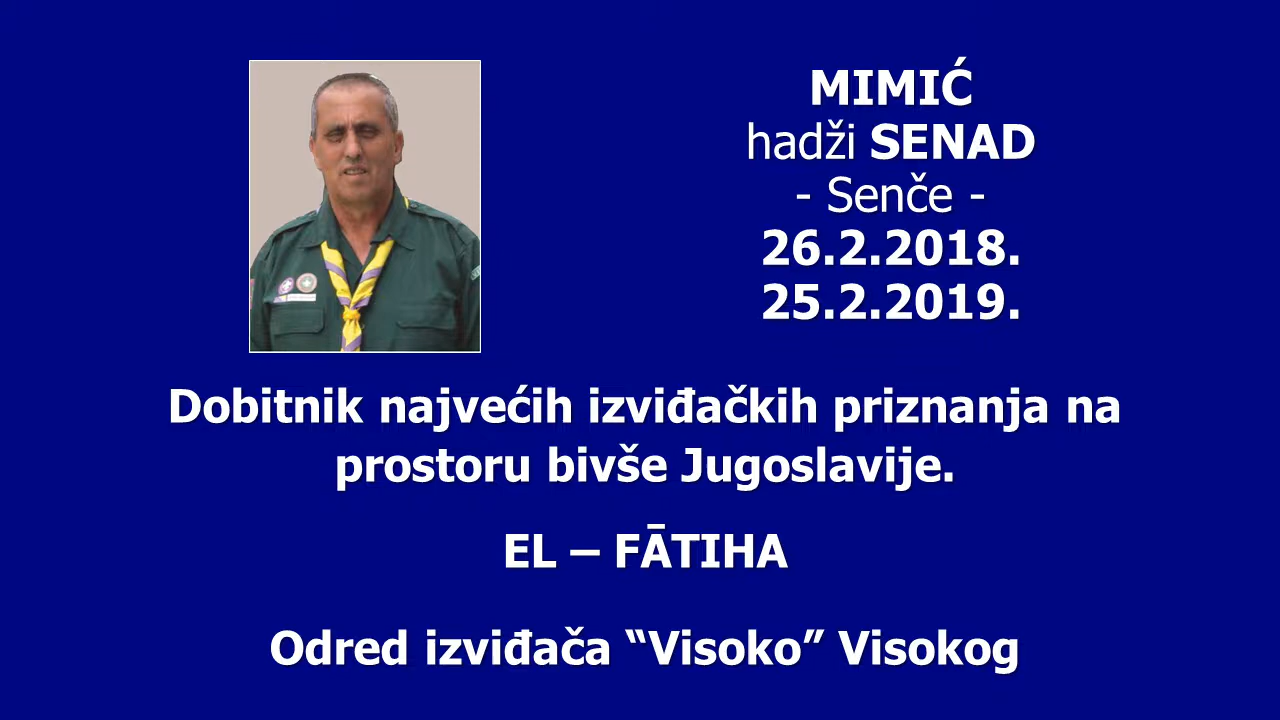 MIMIĆ
hadži SENAD
- Senče -
26.2.2018.
25.2.2019.
Dobitnik najvećih izviđačkih priznanja na
prostoru bivše Jugoslavije.
EL – FĀTIHA
Odred izviđača “Visoko” Visokog